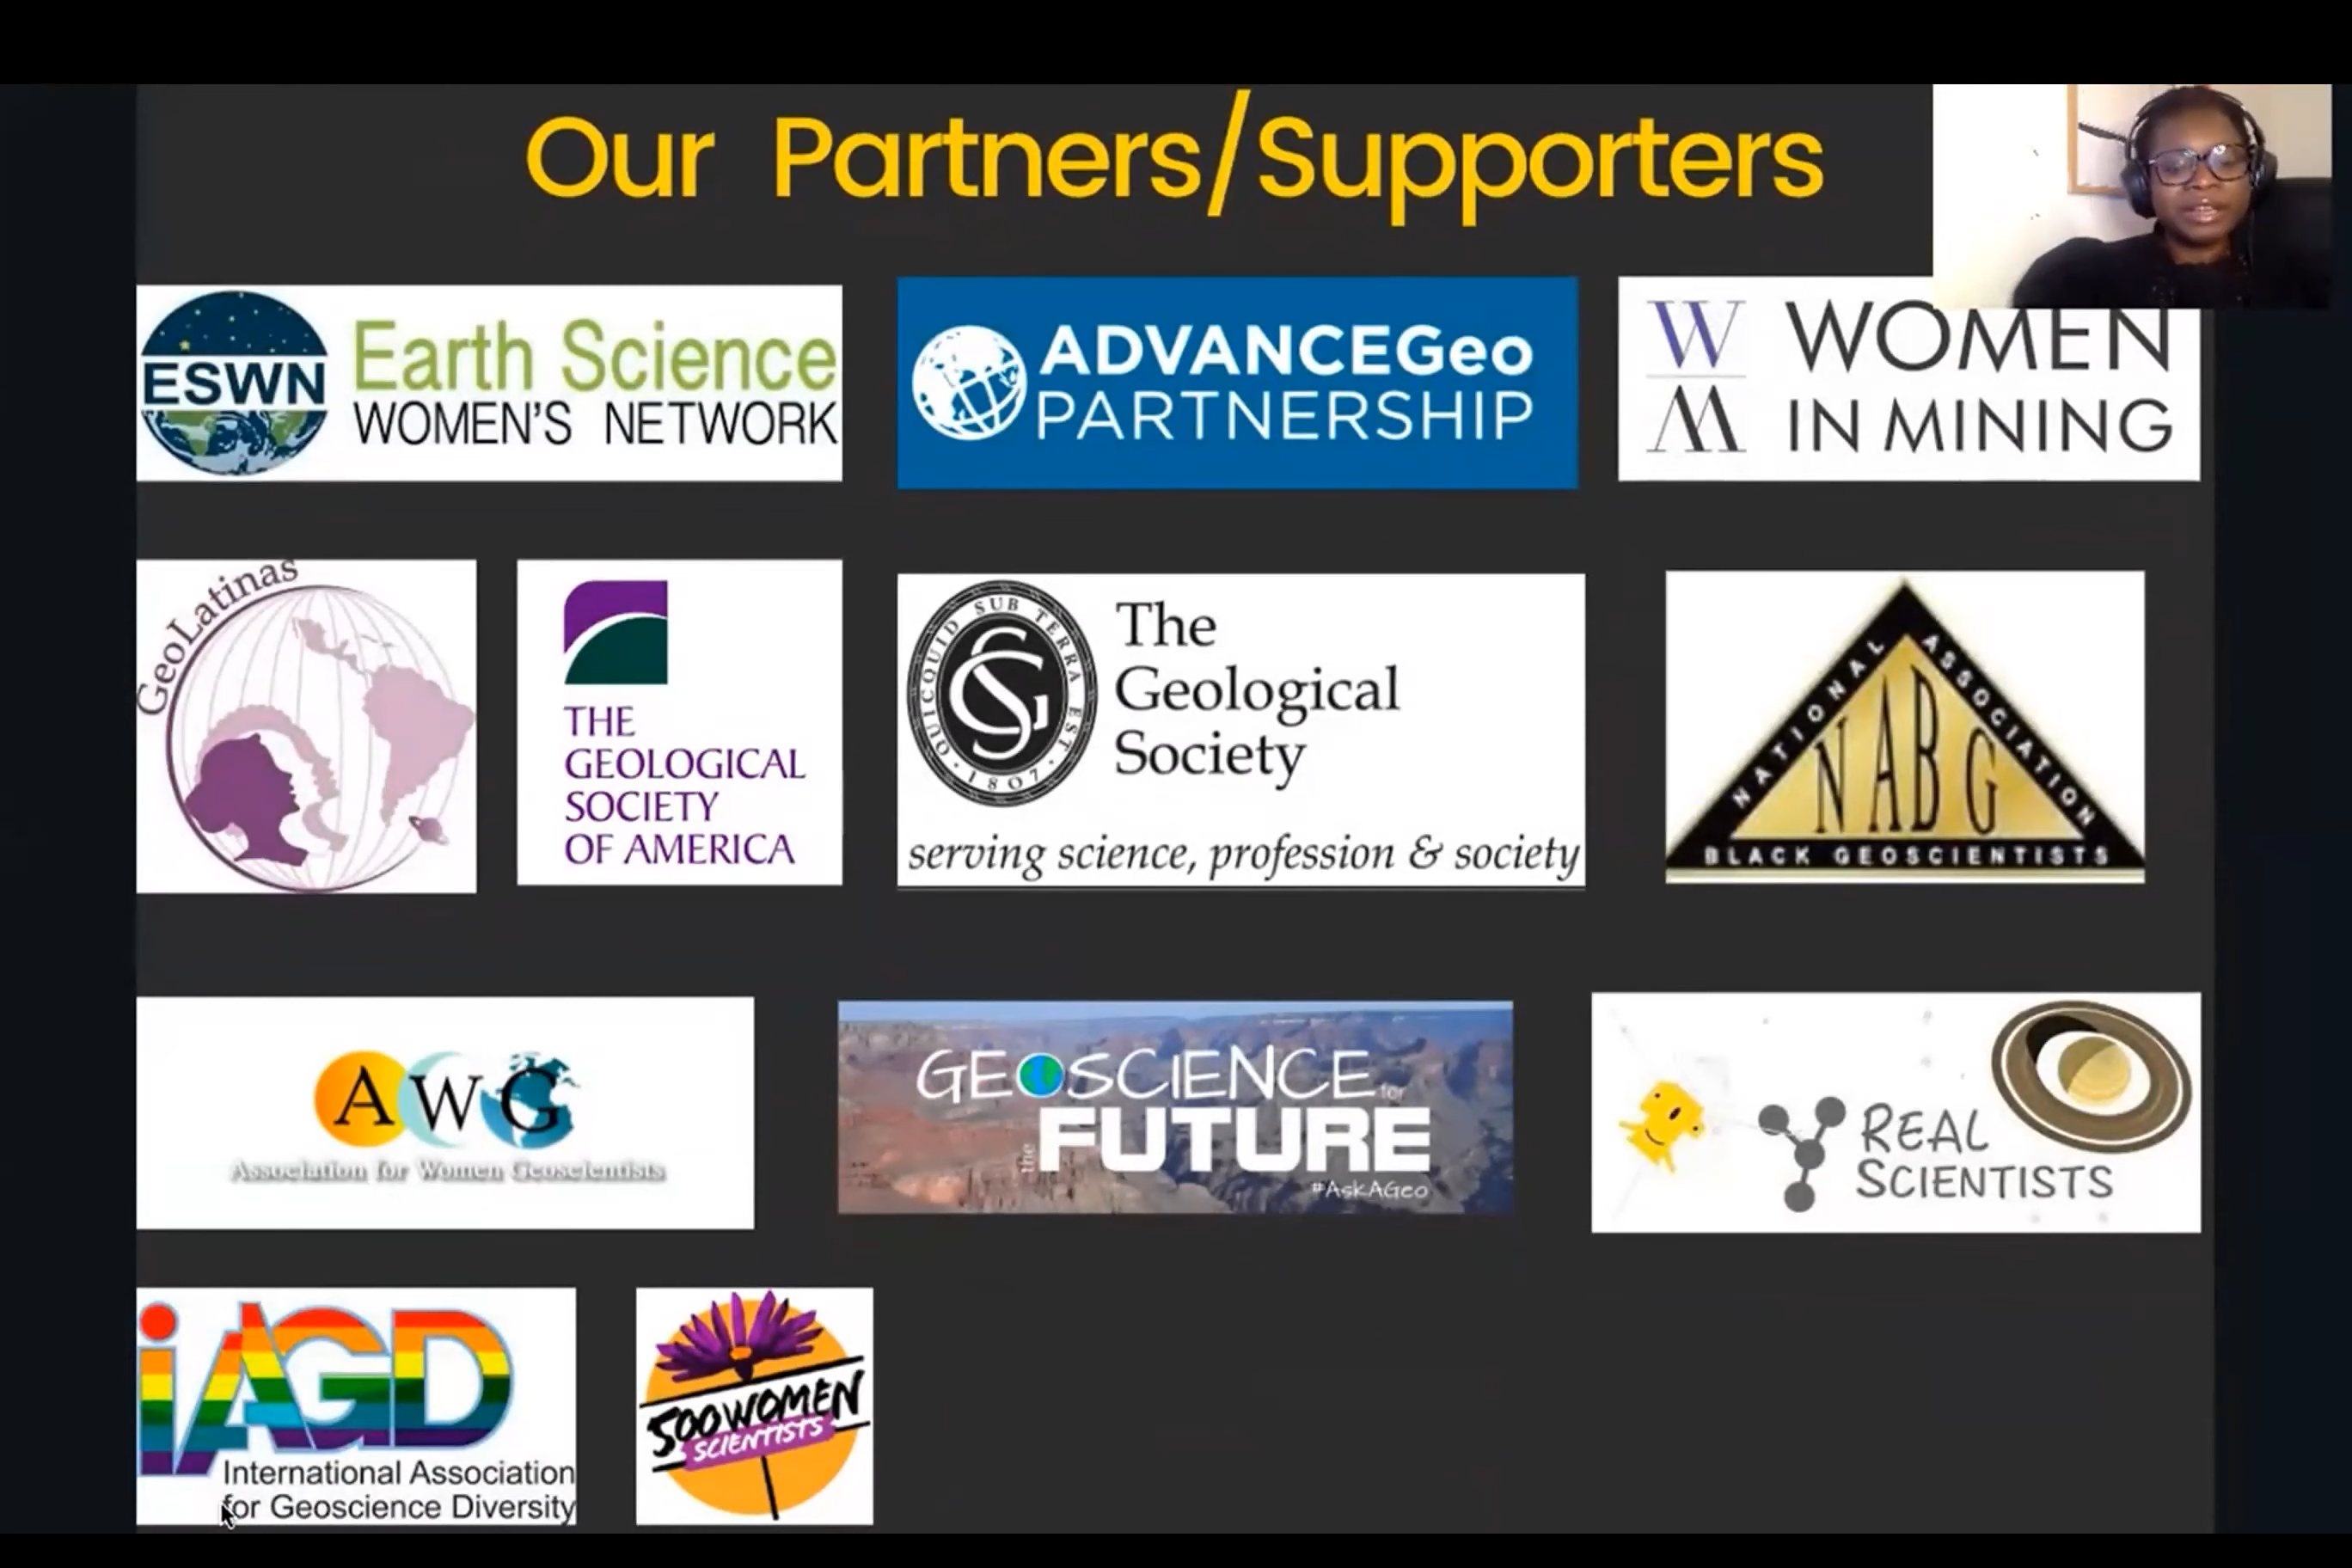 Our Partners/Supporters
ESWN
Earth Science
WOMEN'S NETWORK
ADVANCEGeo
PARTNERSHIP
W
M
WOMEN
IN MINING
GeoLatinas
THE
GEOLOGICAL
SOCIETY
OF AMERICA
QUICQUID SUB TERRA EST
1807
GS
The
Geological
Society
serving science, profession & society
NATIONAL ASSOCIATION
NABG
BLACK GEOSCIENTISTS
AWG
Association for Women Geoscientists
GEOSCIENCE for
the FUTURE
#AskAGeo
REAL
SCIENTISTS
iAGD
International Association
for Geoscience Diversity
500 WOMEN
SCIENTISTS